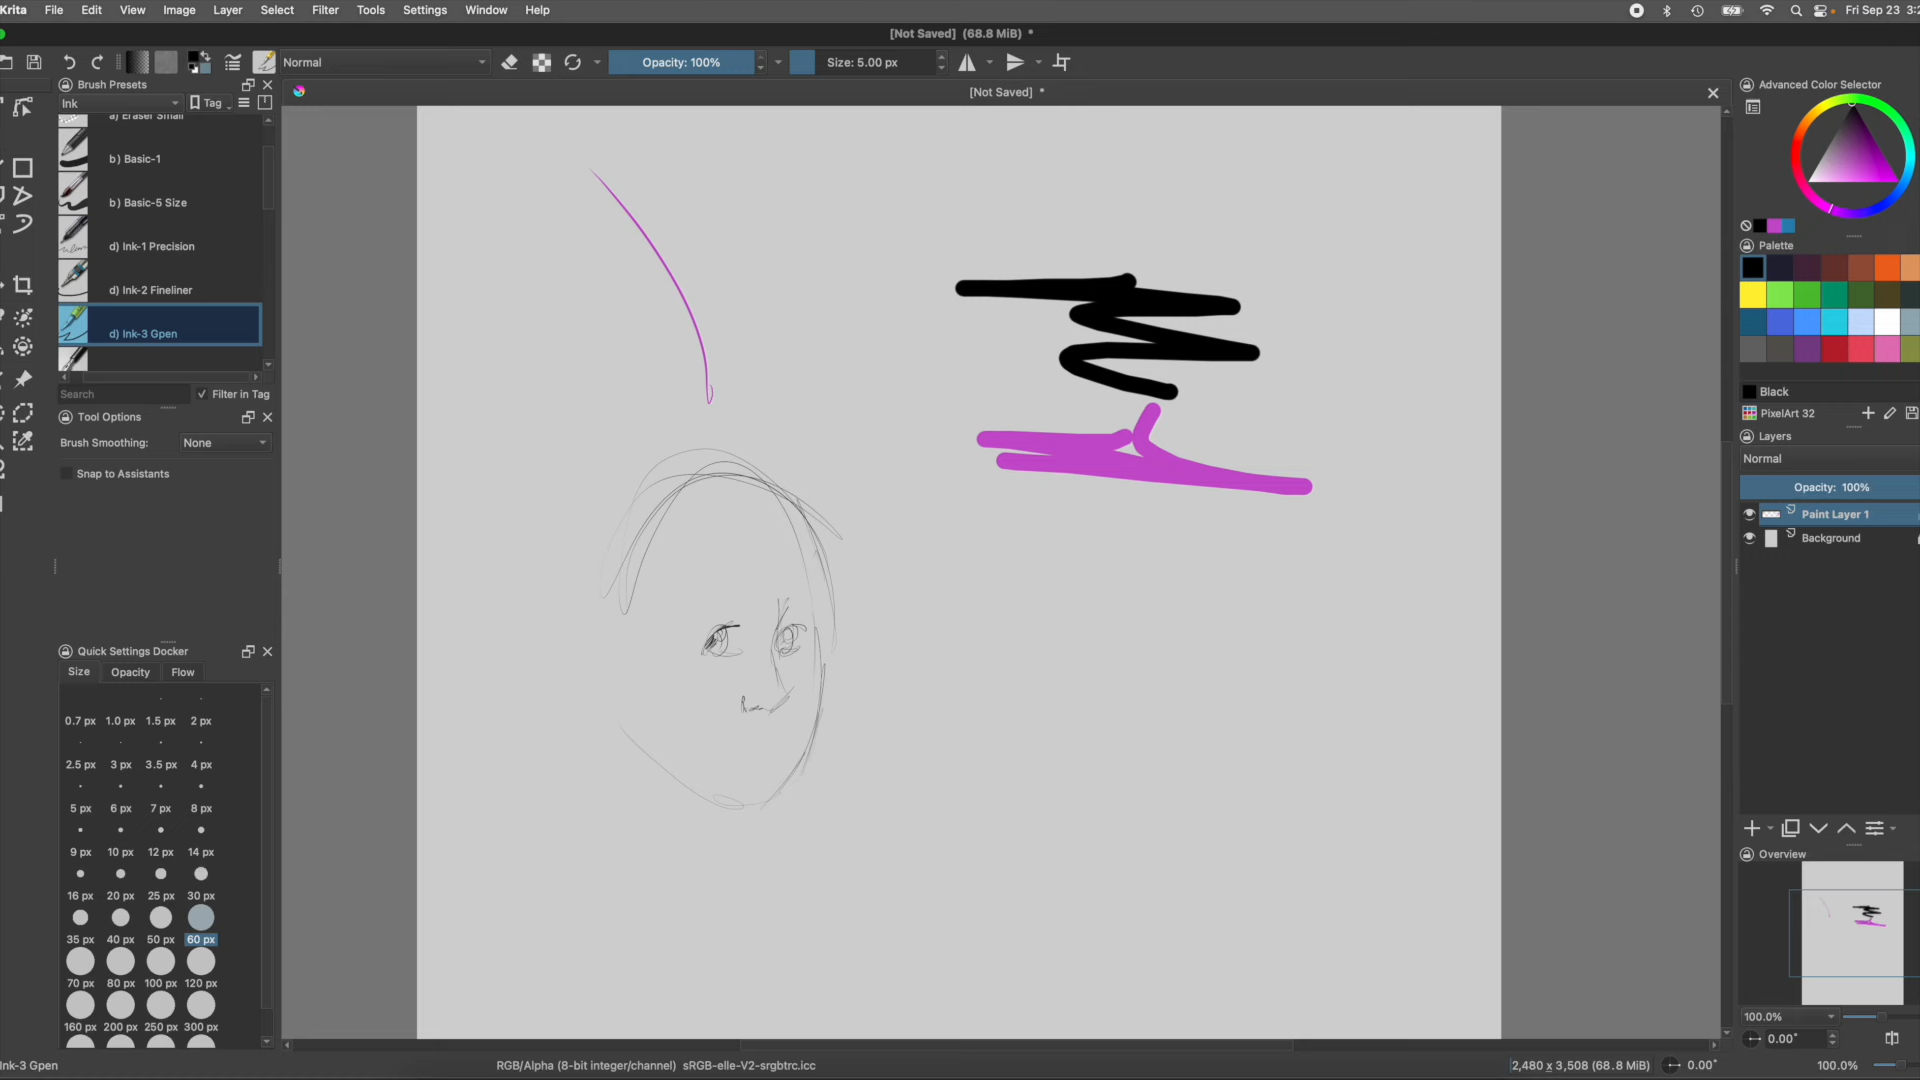 Krita File Edit View Image Layer Select Filter Tools Settings Window Help
Fri Sep 23 3:2
[Not Saved] (68.8 MiB) *
Normal
Opacity: 100%
Size: 5.00 px
Brush Presets
[Not Saved] *
Advanced Color Selector
Ink
Tag
a) Eraser Small
b) Basic-1
b) Basic-5 Size
d) Ink-1 Precision
d) Ink-2 Fineliner
d) Ink-3 Gpen
Search
Filter in Tag
Tool Options
Brush Smoothing: None
Snap to Assistants
Palette
Black
PixelArt 32
Layers
Normal
Opacity: 100%
Paint Layer 1
Background
Quick Settings Docker
Size Opacity Flow
0.7 px 1.0 px 1.5 px 2 px
2.5 px 3 px 3.5 px 4 px
5 px 6 px 7 px 8 px
9 px 10 px 12 px 14 px
16 px 20 px 25 px 30 px
35 px 40 px 50 px 60 px
70 px 80 px 100 px 120 px
160 px 200 px 250 px 300 px
Overview
100.0%
0.00°
Ink-3 Gpen
RGB/Alpha (8-bit integer/channel) sRGB-elle-V2-srgbtrc.icc
2,480 x 3,508 (68.8 MiB)
0.00°
100.0%